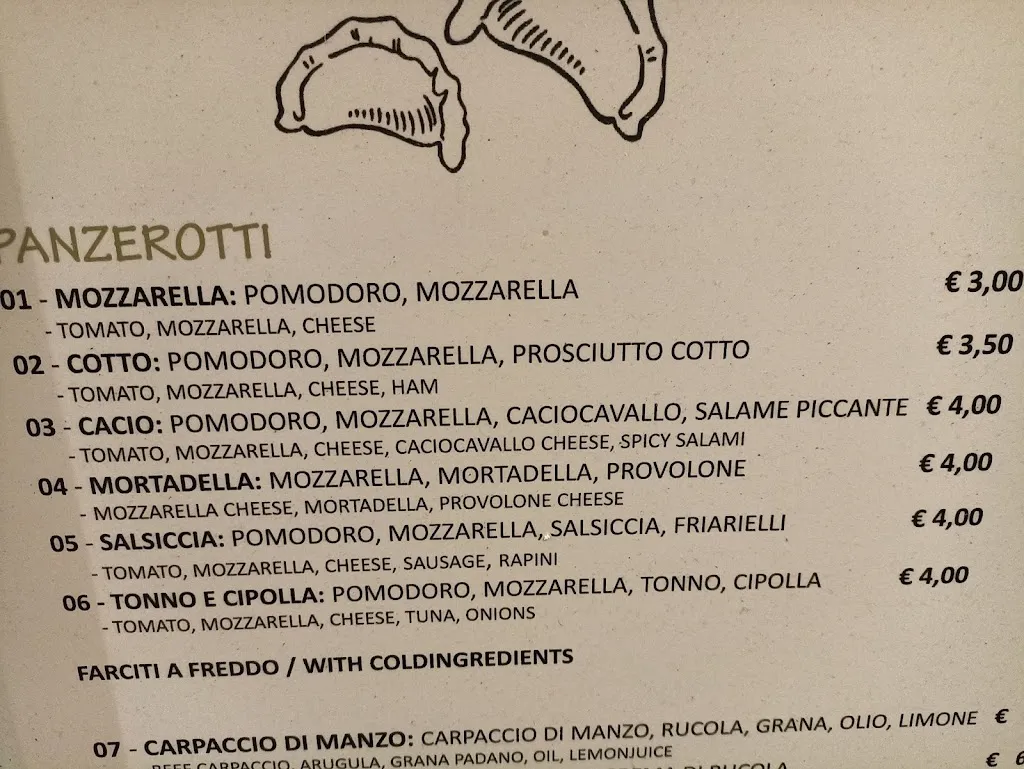 PANZEROTTI
01 - MOZZARELLA: POMODORO, MOZZARELLA € 3,00
- TOMATO, MOZZARELLA, CHEESE
02 - COTTO: POMODORO, MOZZARELLA, PROSCIUTTO COTTO € 3,50
- TOMATO, MOZZARELLA, CHEESE, HAM
03 - CACIO: POMODORO, MOZZARELLA, CACIOCAVALLO, SALAME PICCANTE € 4,00
- TOMATO, MOZZARELLA, CHEESE, CACIOCAVALLO CHEESE, SPICY SALAMI
04 - MORTADELLA: MOZZARELLA, MORTADELLA, PROVOLONE € 4,00
- MOZZARELLA CHEESE, MORTADELLA, PROVOLONE CHEESE
05 - SALSICCIA: POMODORO, MOZZARELLA, SALSICCIA, FRIARIELLI € 4,00
- TOMATO, MOZZARELLA, CHEESE, SAUSAGE, RAPINI
06 - TONNO E CIPOLLA: POMODORO, MOZZARELLA, TONNO, CIPOLLA € 4,00
- TOMATO, MOZZARELLA, CHEESE, TUNA, ONIONS
FARCITI A FREDDO / WITH COLDINGREDIENTS
07 - CARPACCIO DI MANZO: CARPACCIO DI MANZO, RUCOLA, GRANA, OLIO, LIMONE €
BEEF CARPACCIO, ARUGULA, GRANA PADANO, OIL, LEMONJUICE
DI RUCOLA € 6